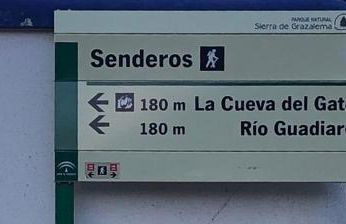 PARQUE NATURAL
Sierra de Grazalema
Senderos
180 m La Cueva del Gat
180 m Río Guadiar